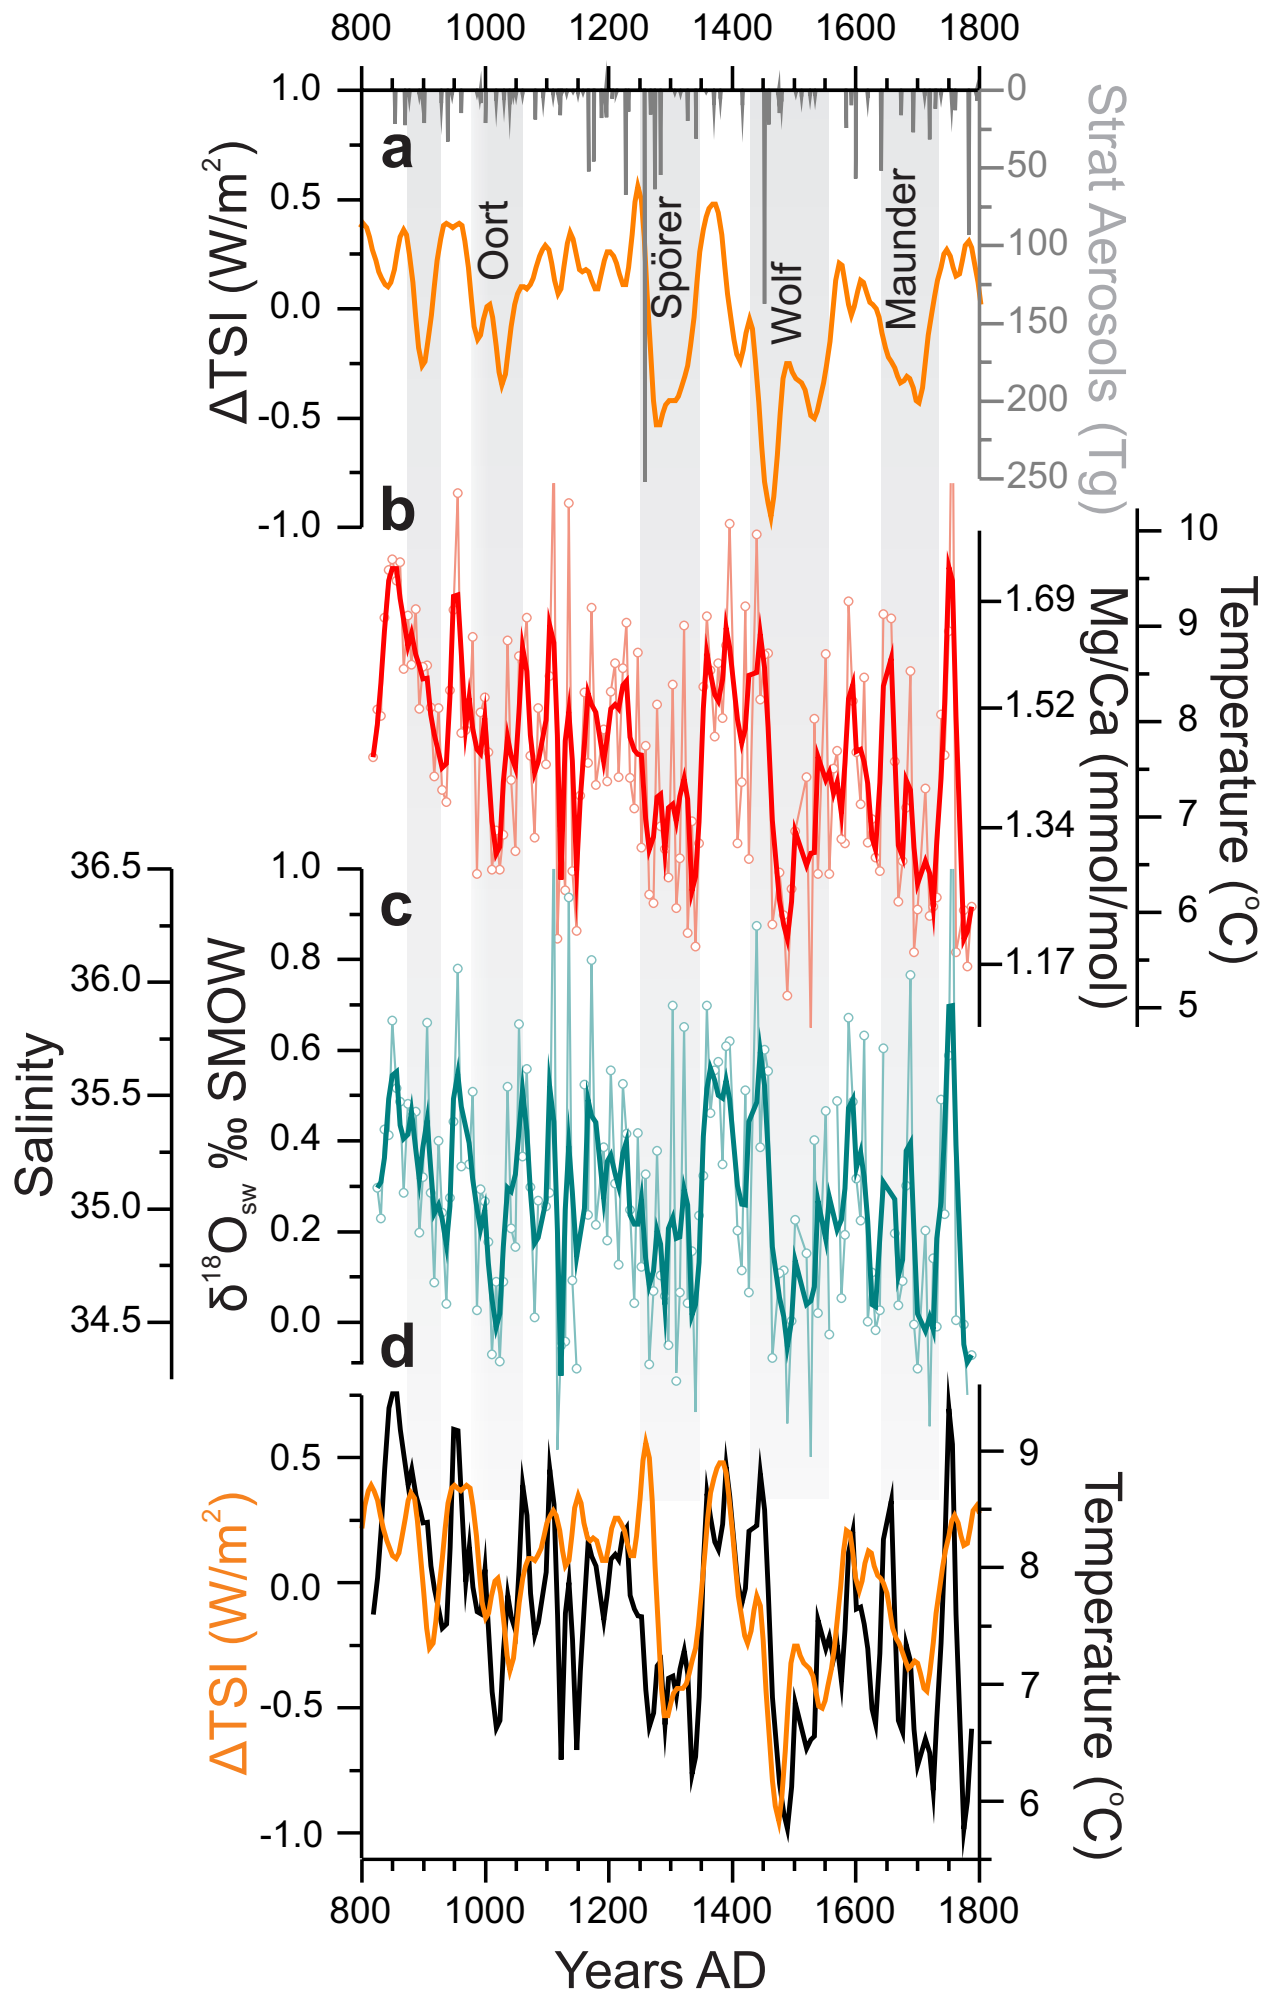 800 1000 1200 1400 1600 1800
a
ΔTSI (W/m²)
1.0
0.5
0.0
-0.5
-1.0
Oort
Spörer
Wolf
Maunder
0
-50
-100
-150
-200
-250
Strat Aerosols (Tg)
b
1.69
1.52
1.34
1.17
Mg/Ca (mmol/mol)
10
9
8
7
6
5
Temperature (°C)
c
Salinity
36.5
36.0
35.5
35.0
34.5
δ¹⁸Osw ‰ SMOW
1.0
0.8
0.6
0.4
0.2
0.0
d
ΔTSI (W/m²)
0.5
0.0
-0.5
-1.0
9
8
7
6
Temperature (°C)
800 1000 1200 1400 1600 1800
Years AD